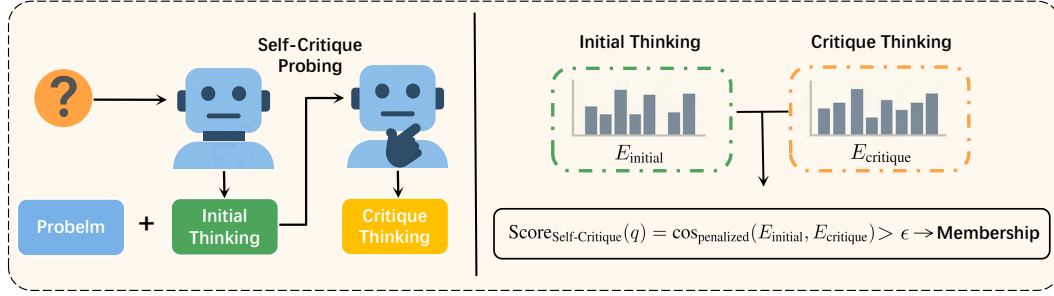 ?
Self-Critique
Probing
Probelm
+
Initial
Thinking
Critique
Thinking
Initial Thinking
Critique Thinking
E_initial
E_critique
Score_Self-Critique(q) = cos_penalized(E_initial, E_critique) > ϵ → Membership